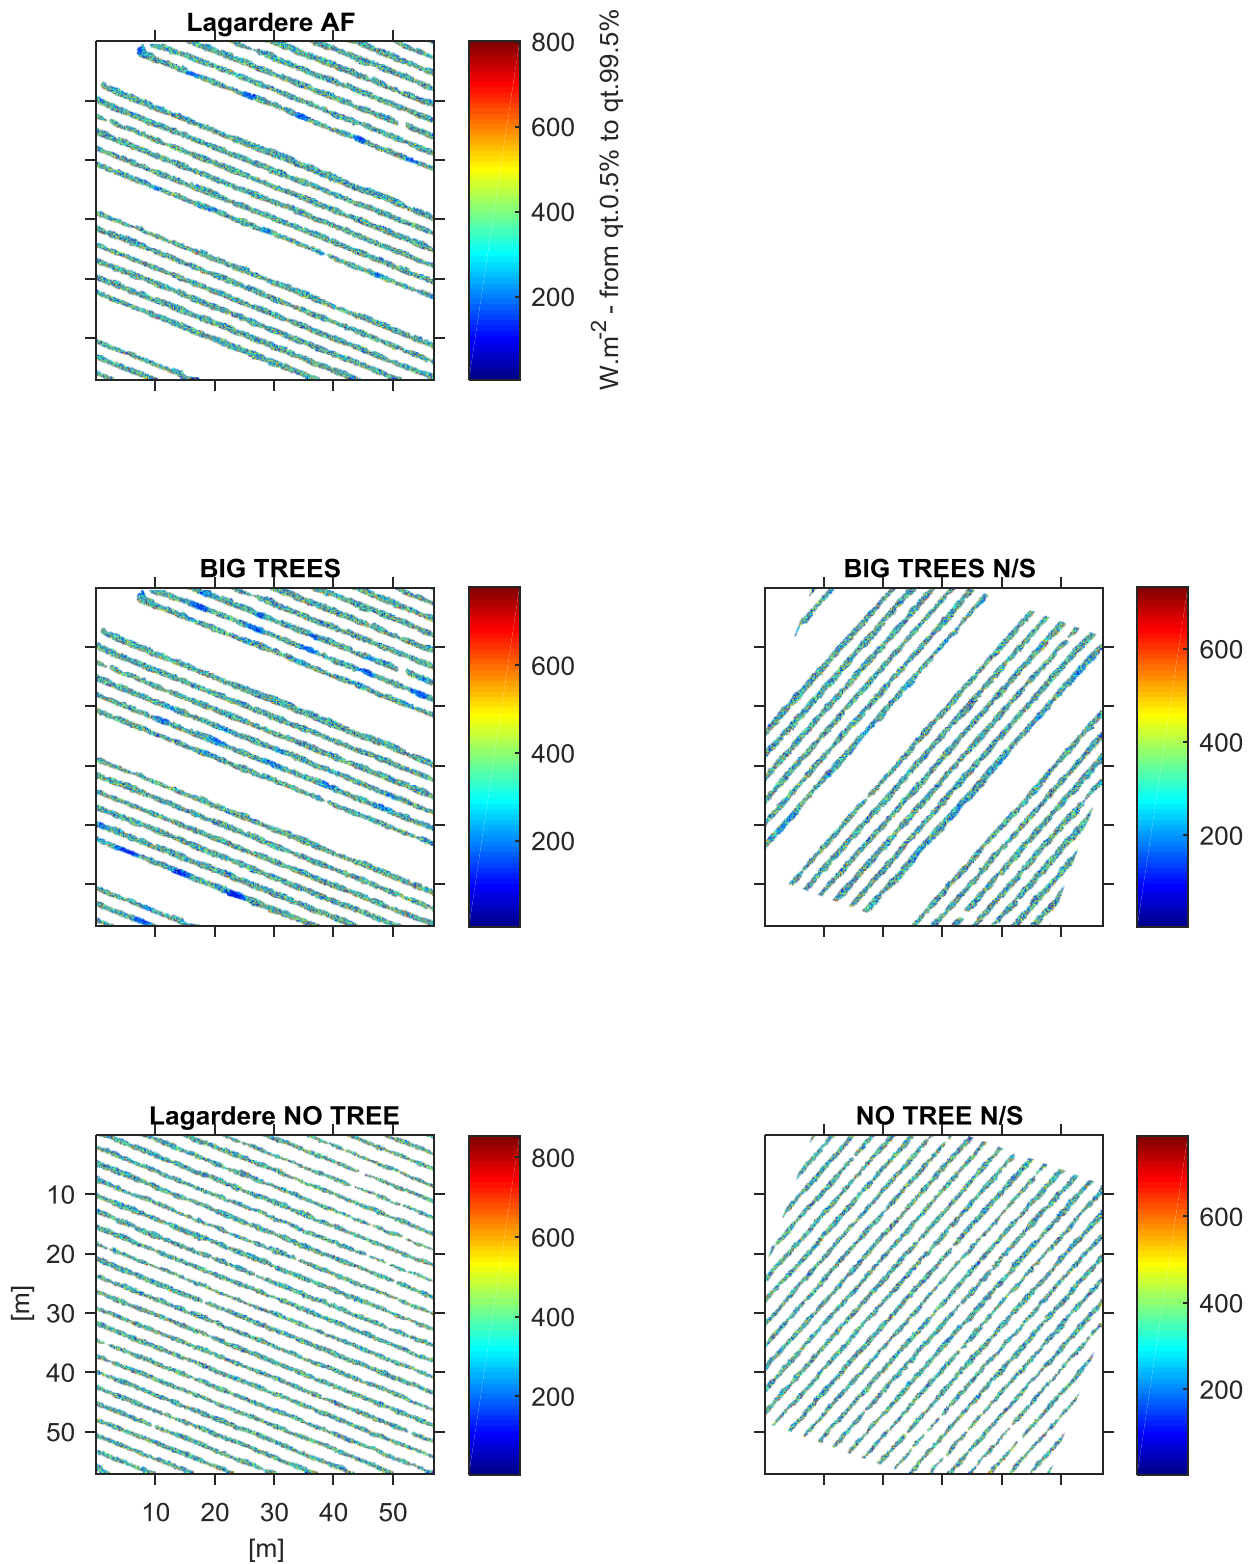 Lagardere AF
800
600
400
200
W.m-2 - from qt.0.5% to qt.99.5%
BIG TREES
600
400
200
BIG TREES N/S
600
400
200
Lagardere NO TREE
10
20
30
40
50
[m]
10 20 30 40 50
[m]
800
600
400
200
NO TREE N/S
600
400
200